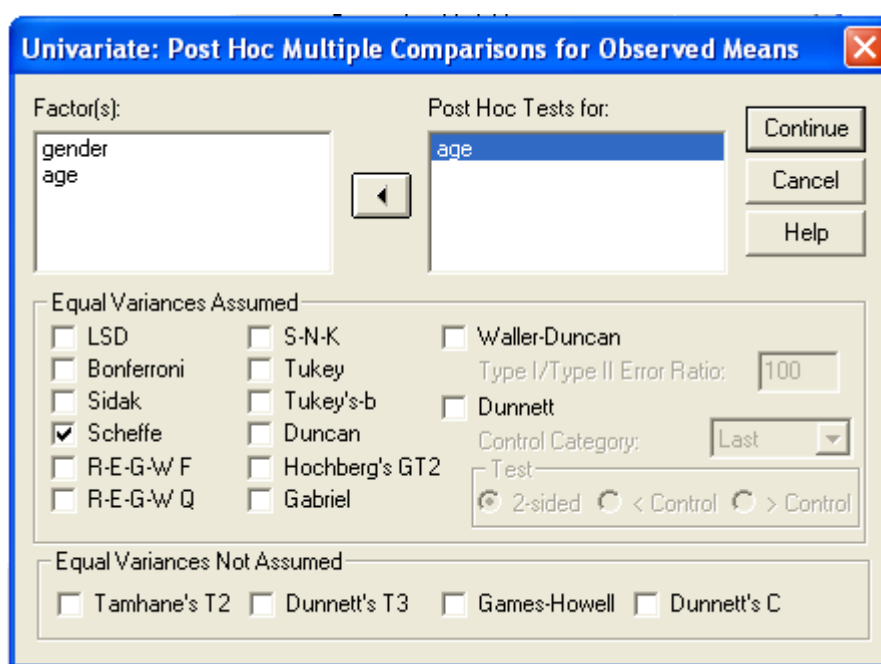 Univariate: Post Hoc Multiple Comparisons for Observed Means
Factor(s):
gender
age
Post Hoc Tests for:
age
Continue
Cancel
Help
Equal Variances Assumed
LSD
Bonferroni
Sidak
Scheffe
R-E-G-W F
R-E-G-W Q
S-N-K
Tukey
Tukey's-b
Duncan
Hochberg's GT2
Gabriel
Waller-Duncan
Type I/Type II Error Ratio: 100
Dunnett
Control Category: Last
Test
2-sided < Control > Control
Equal Variances Not Assumed
Tamhane's T2 Dunnett's T3 Games-Howell Dunnett's C